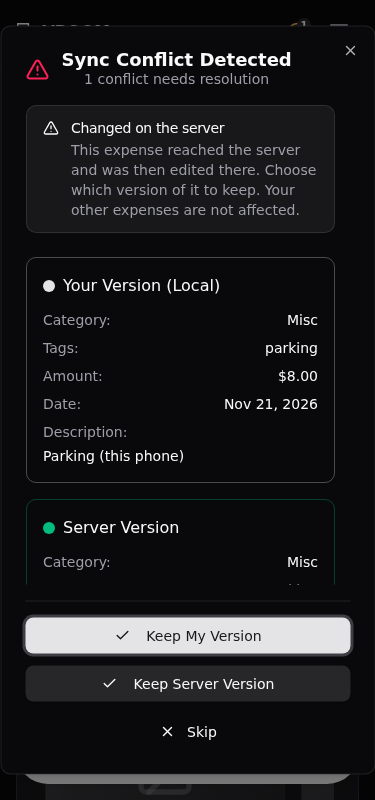 Sync Conflict Detected
1 conflict needs resolution
Changed on the server
This expense reached the server
and was then edited there. Choose
which version of it to keep. Your
other expenses are not affected.
Your Version (Local)
Category: Misc
Tags: parking
Amount: $8.00
Date: Nov 21, 2026
Description:
Parking (this phone)
Server Version
Category: Misc
Keep My Version
Keep Server Version
Skip